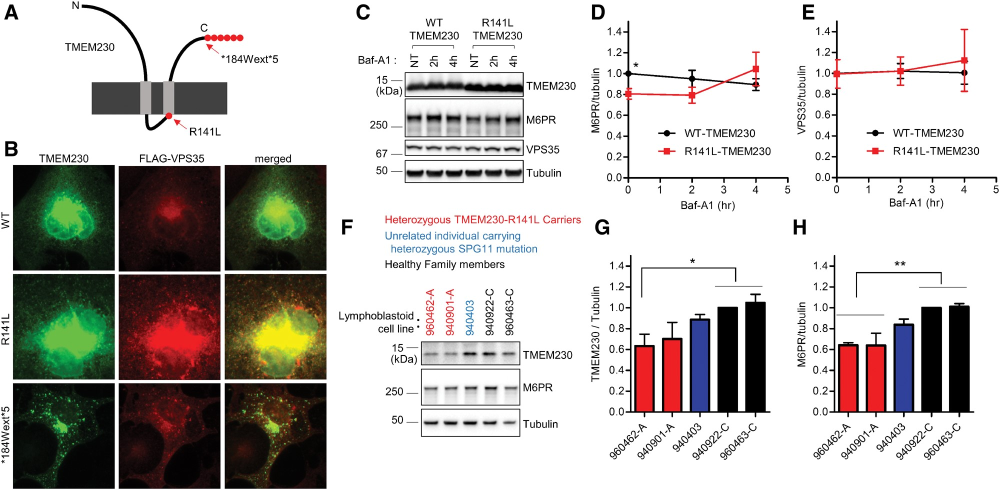 A
N
C
TMEM230
*184Wext*5
R141L
B
TMEM230 FLAG-VPS35 merged
WT
R141L
*184Wext*5
C
WT R141L
TMEM230 TMEM230
Baf-A1 : NT 2h 4h NT 2h 4h
15
(kDa)
TMEM230
250
M6PR
67
VPS35
50
Tubulin
D
M6PR/tubulin
1.4
1.2
1.0
0.8
0.6
0.4
0.2
0.0
*
WT-TMEM230
R141L-TMEM230
0 1 2 3 4 5
Baf-A1 (hr)
E
VPS35/tubulin
1.4
1.2
1.0
0.8
0.6
0.4
0.2
0.0
WT-TMEM230
R141L-TMEM230
0 1 2 3 4 5
Baf-A1 (hr)
F
Heterozygous TMEM230-R141L Carriers
Unrelated individual carrying
heterozygous SPG11 mutation
Healthy Family members
Lymphoblastoid
cell line :
960462-A
940901-A
940403
940922-C
960463-C
15
(kDa)
TMEM230
250
M6PR
50
Tubulin
G
TMEM230 / Tubulin
1.4
1.2
1.0
0.8
0.6
0.4
0.2
0.0
*
960462-A
940901-A
940403
940922-C
960463-C
H
M6PR/tubulin
1.4
1.2
1.0
0.8
0.6
0.4
0.2
0.0
**
960462-A
940901-A
940403
940922-C
960463-C